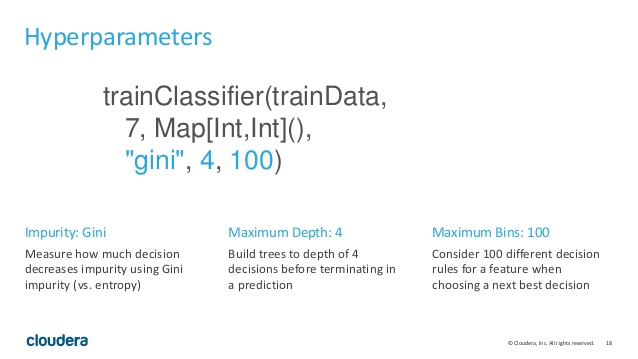 Hyperparameters
trainClassifier(trainData,
7, Map[Int,Int](),
"gini", 4, 100)
Impurity: Gini
Measure how much decision
decreases impurity using Gini
impurity (vs. entropy)
Maximum Depth: 4
Build trees to depth of 4
decisions before terminating in
a prediction
Maximum Bins: 100
Consider 100 different decision
rules for a feature when
choosing a next best decision
cloudera
© Cloudera, Inc. All rights reserved. 18